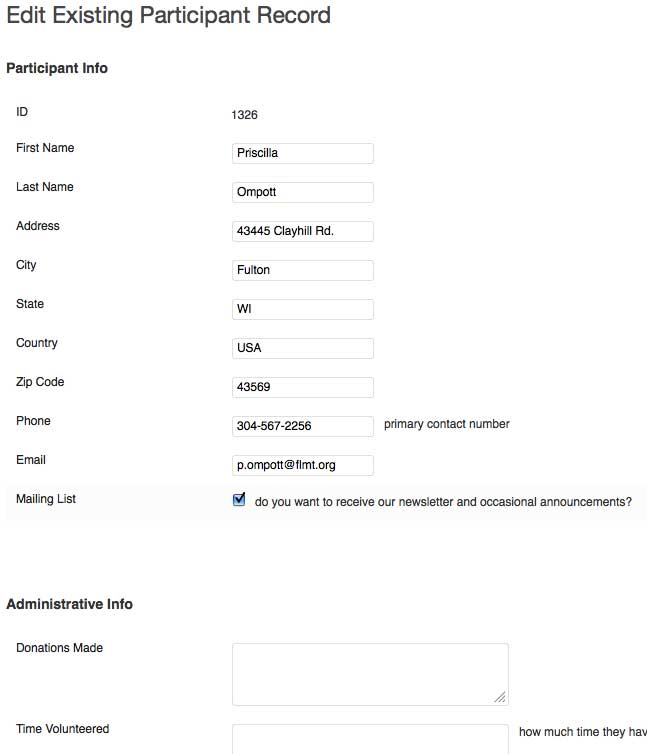 Edit Existing Participant Record
Participant Info
ID 1326
First Name Priscilla
Last Name Ompott
Address 43445 Clayhill Rd.
City Fulton
State WI
Country USA
Zip Code 43569
Phone 304-567-2256 primary contact number
Email p.ompott@flmt.org
Mailing List do you want to receive our newsletter and occasional announcements?
Administrative Info
Donations Made
Time Volunteered how much time they hav